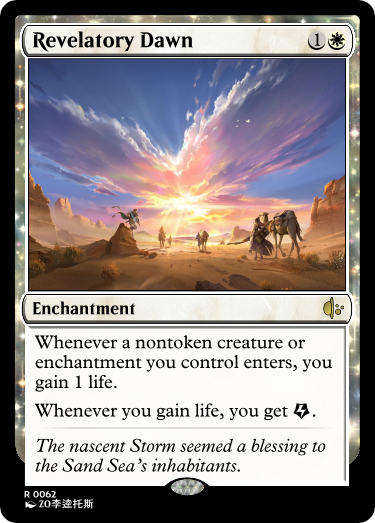 Revelatory Dawn 1
Enchantment
Whenever a nontoken creature or
enchantment you control enters, you
gain 1 life.
Whenever you gain life, you get .
The nascent Storm seemed a blessing to
the Sand Sea's inhabitants.
R 0062
ZO李逵托斯